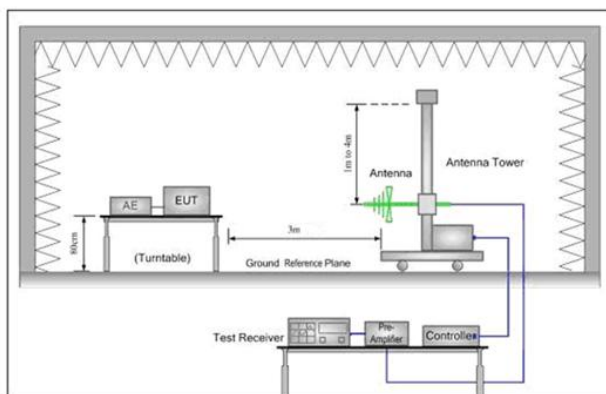 1m to 4m
Antenna
Antenna Tower
AE
EUT
80cm
(Turntable)
3m
Ground Reference Plane
Test Receiver
Pre-
Amplifier
Controller